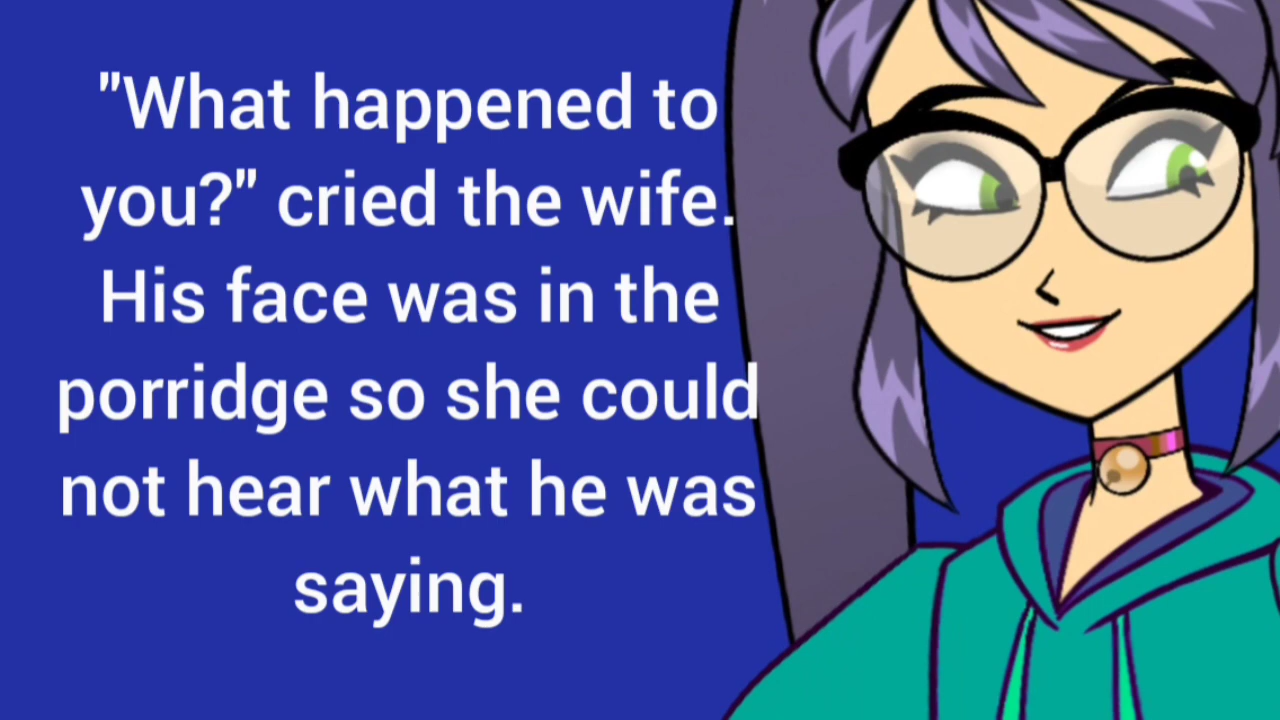 "What happened to
you?" cried the wife.
His face was in the
porridge so she could
not hear what he was
saying.